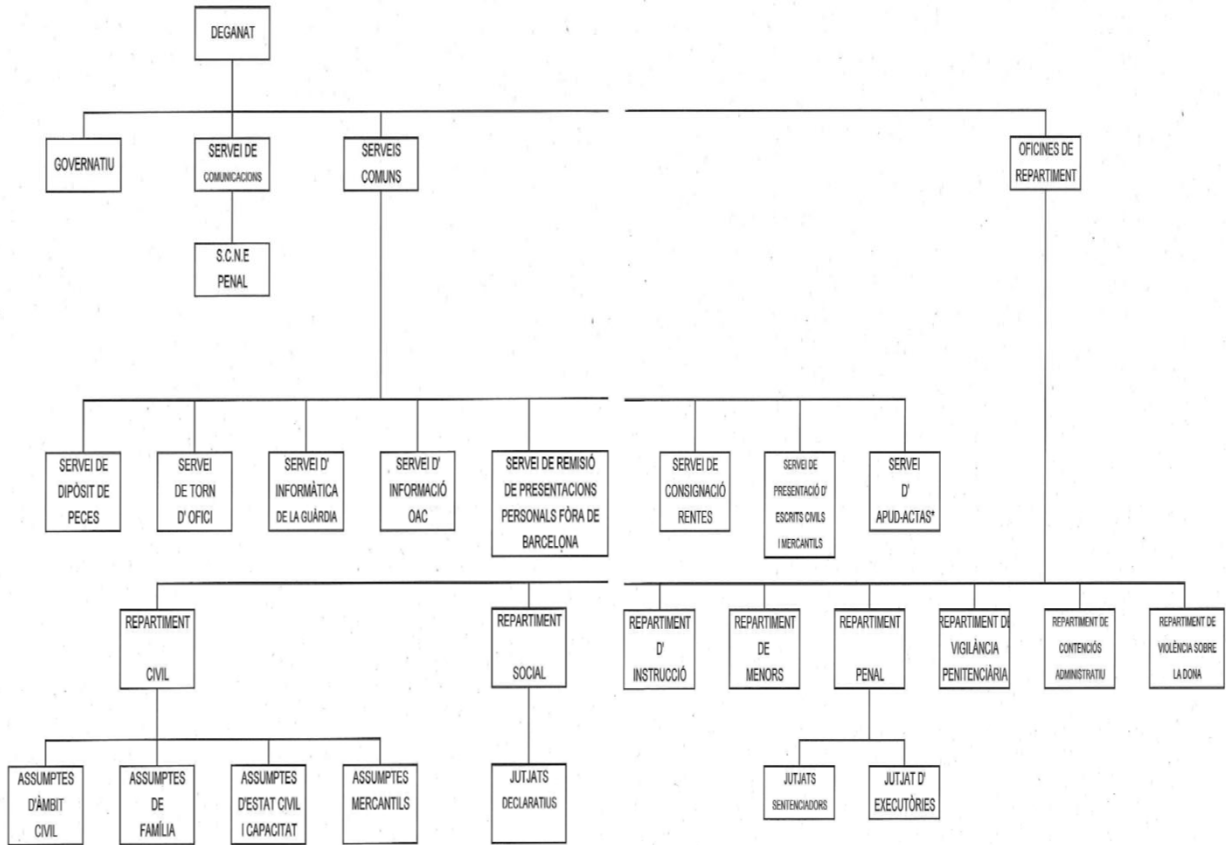 DEGANAT
GOVERNATIU
SERVEI DE
COMUNICACIONS
SERVEIS
COMUNS
OFICINES DE
REPARTIMENT
S.C.N.E
PENAL
SERVEI DE
DIPÒSIT DE
PECES
SERVEI
DE TORN
D' OFICI
SERVEI D'
INFORMÀTICA
DE LA GUÀRDIA
SERVEI D'
INFORMACIÓ
OAC
SERVEI DE REMISIÓ
DE PRESENTACIONS
PERSONALS FÒRA DE
BARCELONA
SERVEI DE
CONSIGNACIÓ
RENTES
SERVEI DE
PRESENTACIÓ D'
ESCRITS CIVILS
I MERCANTILS
SERVEI
D'
APUD-ACTAS*
REPARTIMENT
CIVIL
REPARTIMENT
SOCIAL
REPARTIMENT
D'
INSTRUCCIÓ
REPARTIMENT
DE
MENORS
REPARTIMENT
PENAL
REPARTIMENT DE
VIGILÀNCIA
PENITENCIÀRIA
REPARTIMENT DE
CONTENCIÓS
ADMINISTRATIU
REPARTIMENT DE
VIOLÈNCIA SOBRE
LA DONA
ASSUMPTES
D'ÀMBIT
CIVIL
ASSUMPTES
DE
FAMÍLIA
ASSUMPTES
D'ESTAT CIVIL
I CAPACITAT
ASSUMPTES
MERCANTILS
JUTJATS
DECLARATIUS
JUTJATS
SENTENCIADORS
JUTJAT D'
EXECUTÒRIES